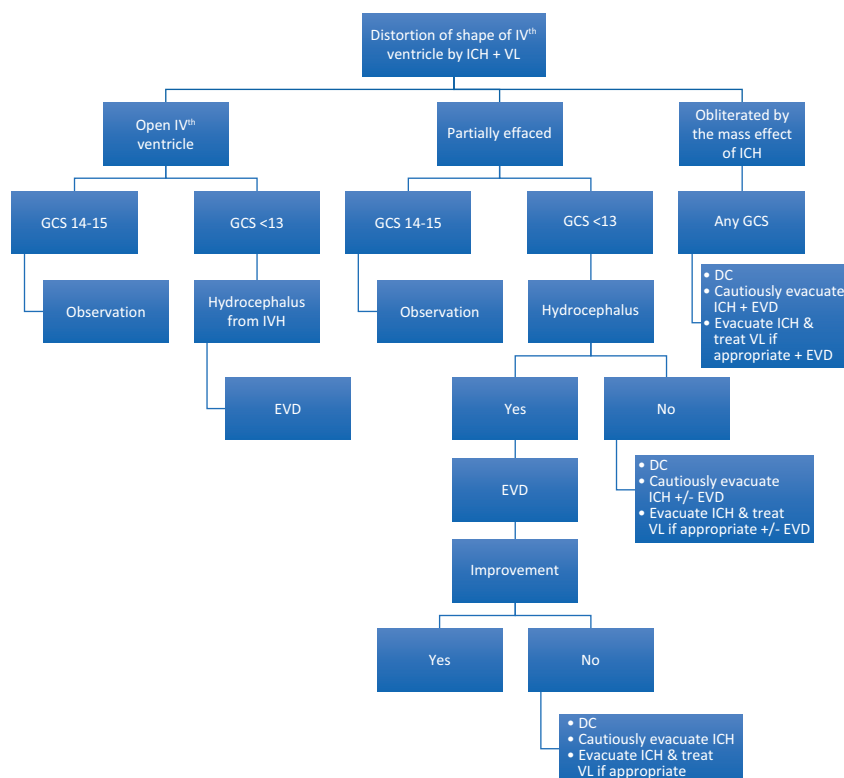 Distortion of shape of IVth
ventricle by ICH + VL
Open IVth
ventricle
Partially effaced
Obliterated by
the mass effect
of ICH
GCS 14-15
GCS <13
GCS 14-15
GCS <13
Any GCS
Observation
Hydrocephalus
from IVH
Observation
Hydrocephalus
• DC
• Cautiously evacuate
ICH + EVD
• Evacuate ICH &
treat VL if
appropriate + EVD
EVD
Yes
No
EVD
• DC
• Cautiously evacuate
ICH +/- EVD
• Evacuate ICH & treat
VL if appropriate +/- EVD
Improvement
Yes
No
• DC
• Cautiously evacuate ICH
• Evacuate ICH & treat
VL if appropriate